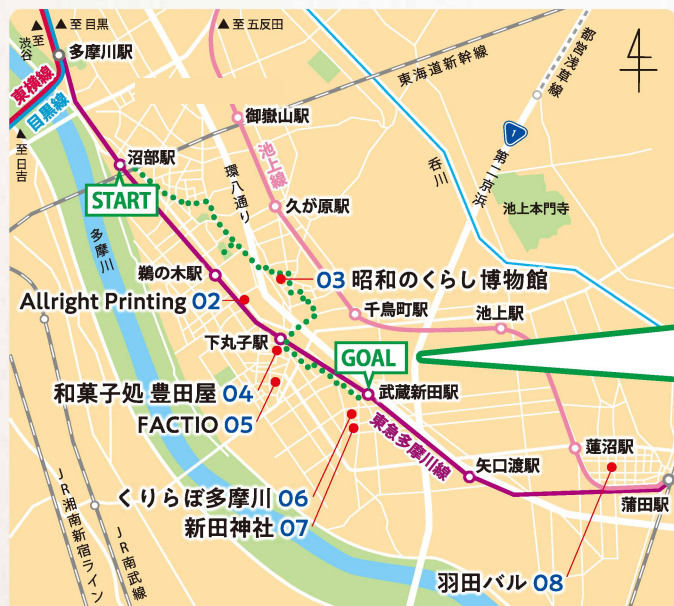 ▲至 渋谷
▲至 目黒
▲至 五反田
多摩川駅
東横線
目黒線
▲至 日吉
東海道新幹線
都営浅草線
御嶽山駅
池上線
環八通り
沼部駅
START
1
第二京浜
呑川
池上本門寺
久が原駅
多摩川
鵜の木駅
03 昭和のくらし博物館
Allright Printing 02
千鳥町駅
池上駅
下丸子駅
GOAL
和菓子処 豊田屋 04
武蔵新田駅
FACTIO 05
東急多摩川線
蓮沼駅
矢口渡駅
くりらぼ多摩川 06
新田神社 07
蒲田駅
JR湘南新宿ライン
JR南武線
羽田バル 08